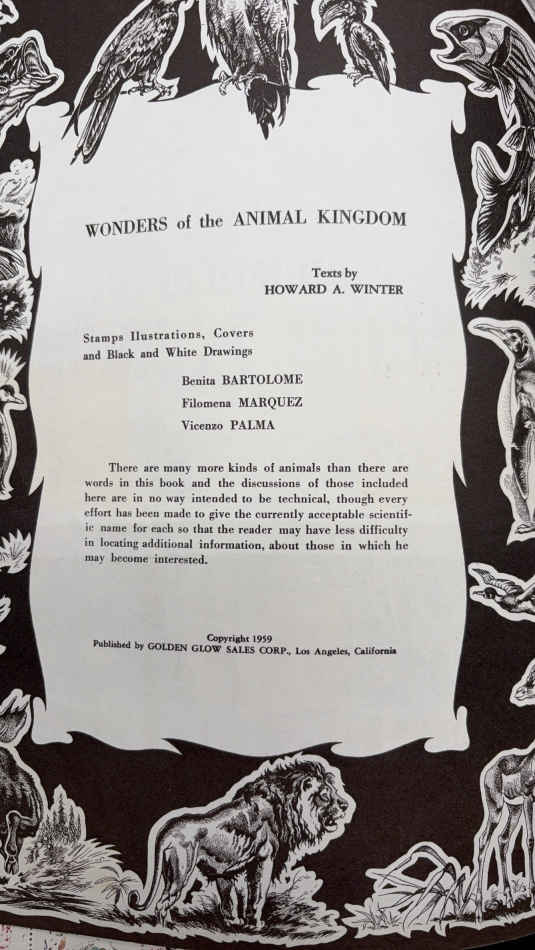 WONDERS of the ANIMAL KINGDOM
Texts by
HOWARD A. WINTER
Stamps Ilustrations, Covers
and Black and White Drawings
Benita BARTOLOME
Filomena MARQUEZ
Vicenzo PALMA
There are many more kinds of animals than there are
words in this book and the discussions of those included
here are in no way intended to be technical, though every
effort has been made to give the currently acceptable scientif-
ic name for each so that the reader may have less difficulty
in locating additional information, about those in which he
may become interested.
Copyright 1959
Published by GOLDEN GLOW SALES CORP., Los Angeles, California